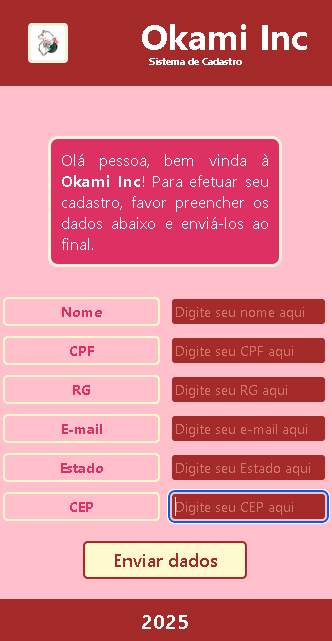 Okami Inc
Sistema de Cadastro
Olá pessoa, bem vinda à
Okami Inc! Para efetuar seu
cadastro, favor preencher os
dados abaixo e enviá-los ao
final.
Nome
Digite seu nome aqui
CPF
Digite seu CPF aqui
RG
Digite seu RG aqui
E-mail
Digite seu e-mail aqui
Estado
Digite seu Estado aqui
CEP
Digite seu CEP aqui
Enviar dados
2025